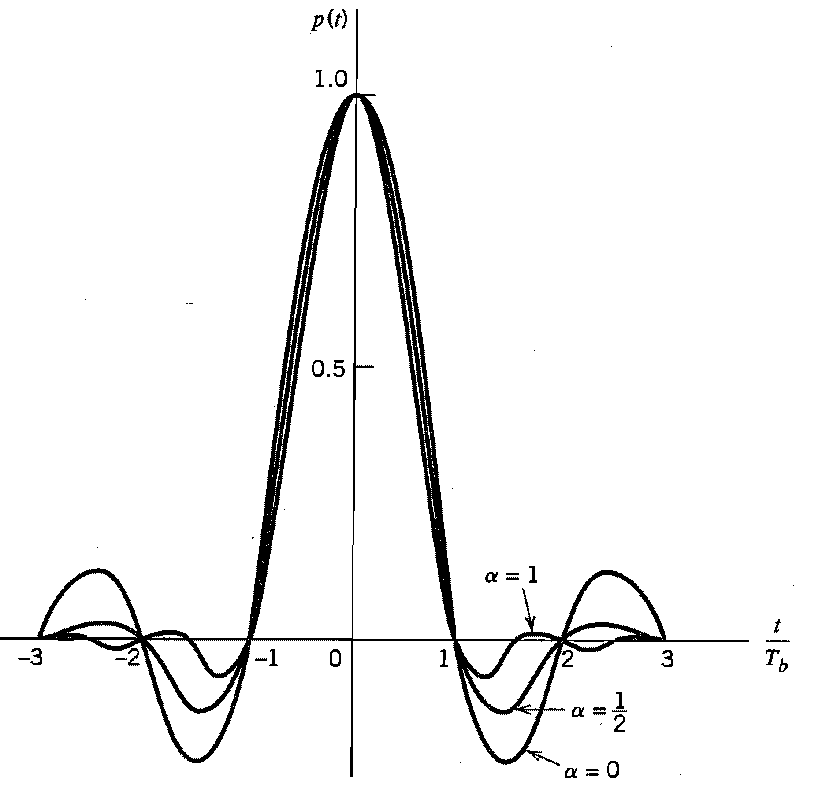 p(t)
1.0
0.5
α = 1
-3
-2
-1
0
1
2
3
t/T_b
α = 1/2
α = 0